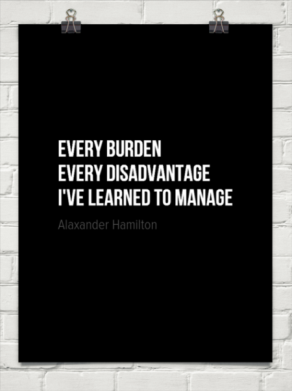 EVERY BURDEN
EVERY DISADVANTAGE
I'VE LEARNED TO MANAGE
Alaxander Hamilton